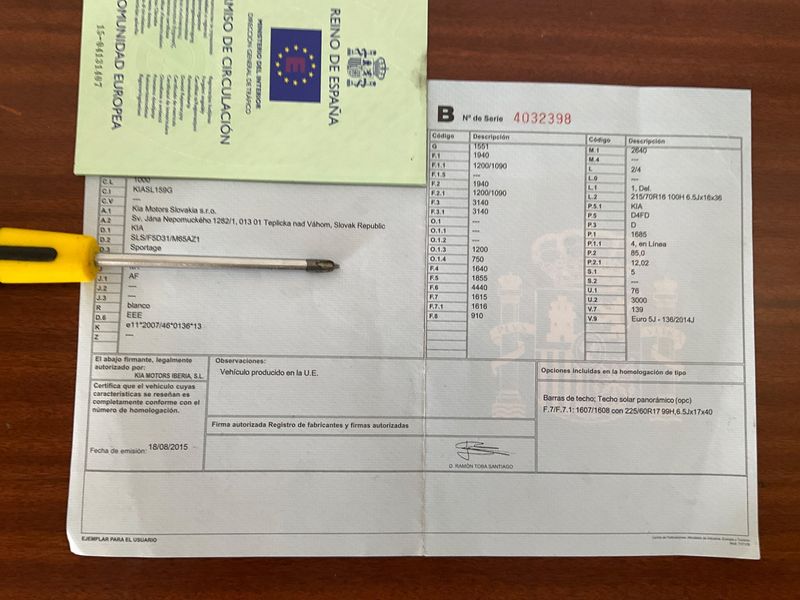 REINO DE ESPAÑA
MINISTERIO DEL INTERIOR
DIRECCION GENERAL DE TRÁFICO
E
MISO DE CIRCULACIÓN
OMUNIDAD EUROPEA
B Nº de Serie 4032398
Código Descripción Código Descripción
G 1551
F.1 1940
F.1.1 1200/1090
F.1.5 ---
F.2 1940
F.2.1 1200/1090
F.3 3140
F.3.1 3140
O.1 ---
O.1.1 ---
O.1.2 ---
O.1.3 1200
O.1.4 750
F.4 1640
F.5 1855
F.6 4440
F.7 1615
F.7.1 1616
F.8 910
M.1 2640
M.4 ---
L 2/4
L.0 ---
L.1 1, Del.
L.2 215/70R16 100H 6.5Jx16x36
P.5.1 KIA
P.5 D4FD
P.3 D
P.1 1685
P.1.1 4, en Línea
P.2 85,0
P.2.1 12,02
S.1 5
S.2 ---
U.1 76
U.2 3000
V.7 139
V.9 Euro 5J - 136/2014J
C.L 1000
C.I KIASL159G
C.V ---
A.1 Kia Motors Slovakia s.r.o.
A.2 Sv. Jána Nepomuckého 1282/1, 013 01 Teplicka nad Váhom, Slovak Republic
D.1 KIA
D.2 SLS/F5D31/M65AZ1
D.3 Sportage
J.1 AF
J.2 ---
J.3 ---
R blanco
D.6 EEE
K e11*2007/46*0136*13
Z ---
El abajo firmante, legalmente
autorizado por:
KIA MOTORS IBERIA, S.L.
Certifica que el vehículo cuyas
características se reseñan es
completamente conforme con el
número de homologación.
Fecha de emisión: 18/08/2015
Observaciones:
Vehículo producido en la U.E.
Firma autorizada Registro de fabricantes y firmas autorizadas
D. RAMÓN TOBA SANTIAGO
Opciones incluidas en la homologación de tipo
Barras de techo; Techo solar panorámico (opc)
F.7/F.7.1: 1607/1608 con 225/60R17 99H,6.5Jx17x40
EJEMPLAR PARA EL USUARIO